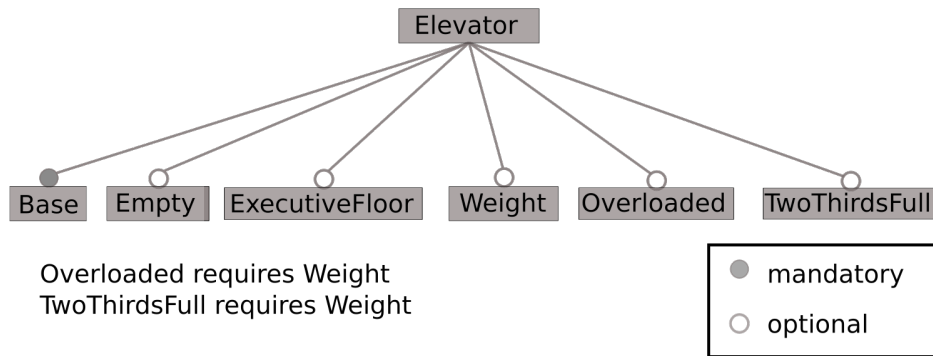 Elevator
Base Empty ExecutiveFloor Weight Overloaded TwoThirdsFull
Overloaded requires Weight
TwoThirdsFull requires Weight
mandatory
optional